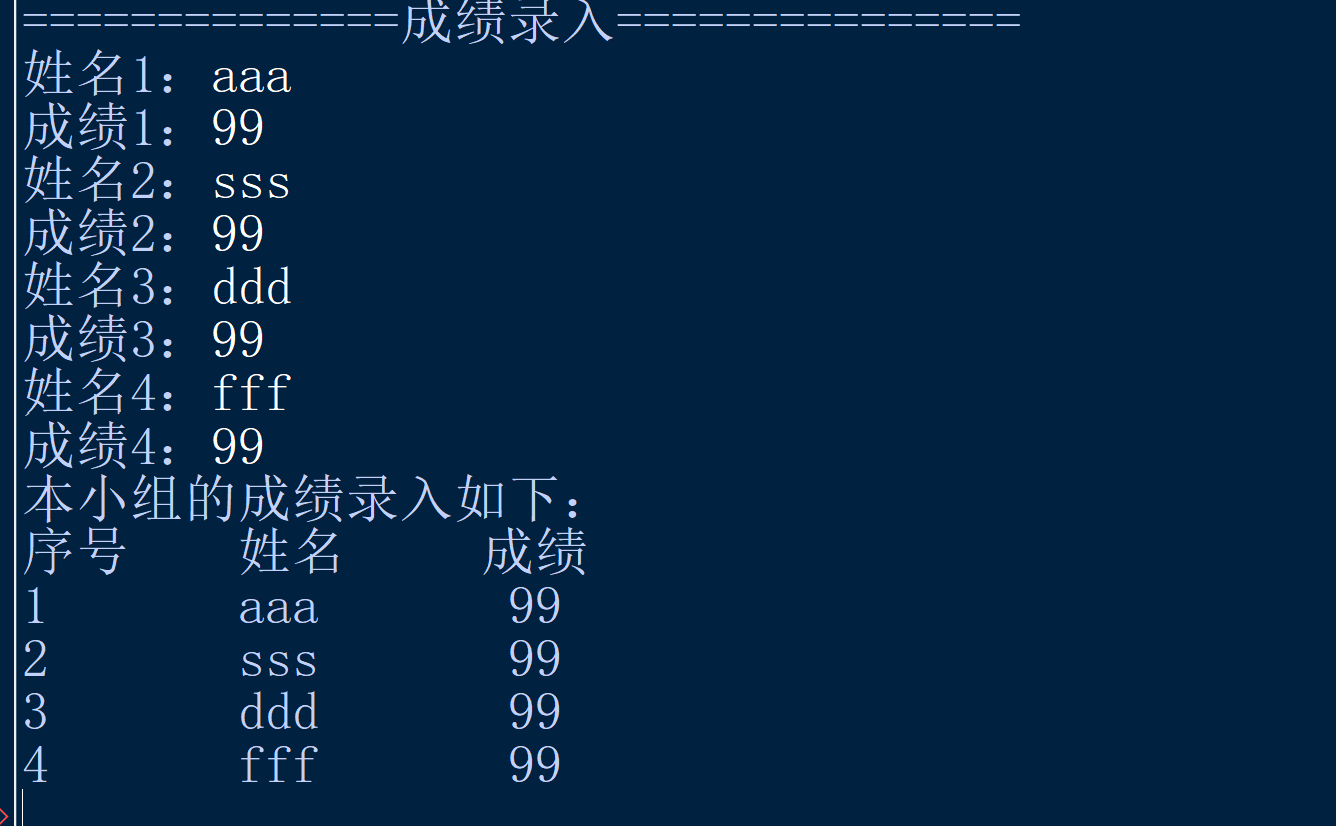 ==============成绩录入===============
姓名1：aaa
成绩1：99
姓名2：sss
成绩2：99
姓名3：ddd
成绩3：99
姓名4：fff
成绩4：99
本小组的成绩录入如下：
序号 姓名 成绩
1 aaa 99
2 sss 99
3 ddd 99
4 fff 99